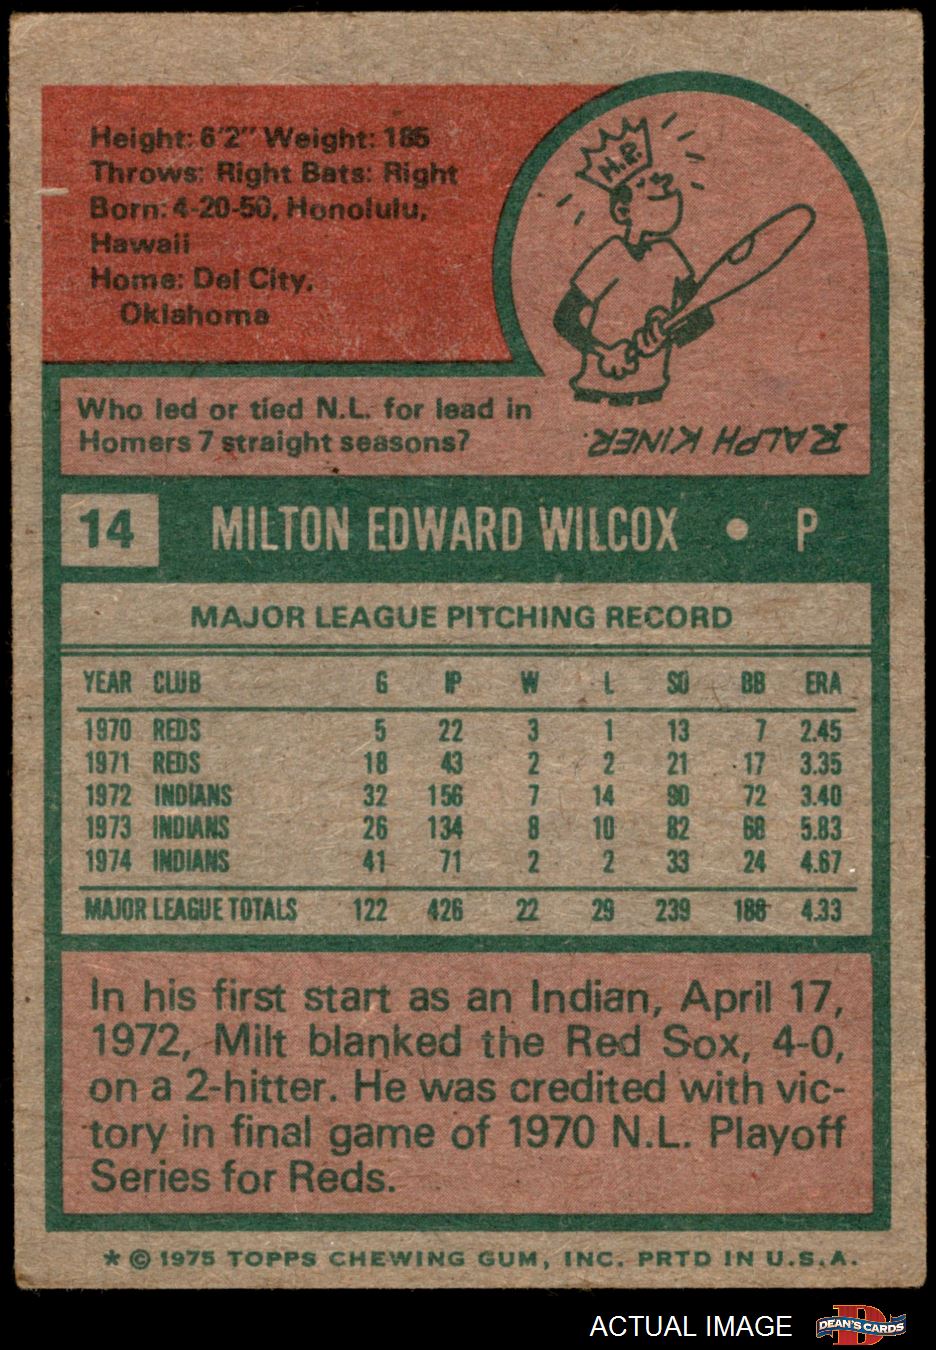 Height: 6'2" Weight: 185
Throws: Right Bats: Right
Born: 4-20-50, Honolulu,
Hawaii
Home: Del City,
Oklahoma
H.R.
Who led or tied N.L. for lead in
Homers 7 straight seasons?
RALPH KINER.
14 MILTON EDWARD WILCOX • P
MAJOR LEAGUE PITCHING RECORD
YEAR CLUB G IP W L SO BB ERA
1970 REDS 5 22 3 1 13 7 2.45
1971 REDS 18 43 2 2 21 17 3.35
1972 INDIANS 32 156 7 14 90 72 3.40
1973 INDIANS 26 134 8 10 82 68 5.83
1974 INDIANS 41 71 2 2 33 24 4.67
MAJOR LEAGUE TOTALS 122 426 22 29 239 188 4.33
In his first start as an Indian, April 17,
1972, Milt blanked the Red Sox, 4-0,
on a 2-hitter. He was credited with vic-
tory in final game of 1970 N.L. Playoff
Series for Reds.
* © 1975 TOPPS CHEWING GUM, INC. PRTD IN U.S.A.
ACTUAL IMAGE
D
DEAN'S CARDS